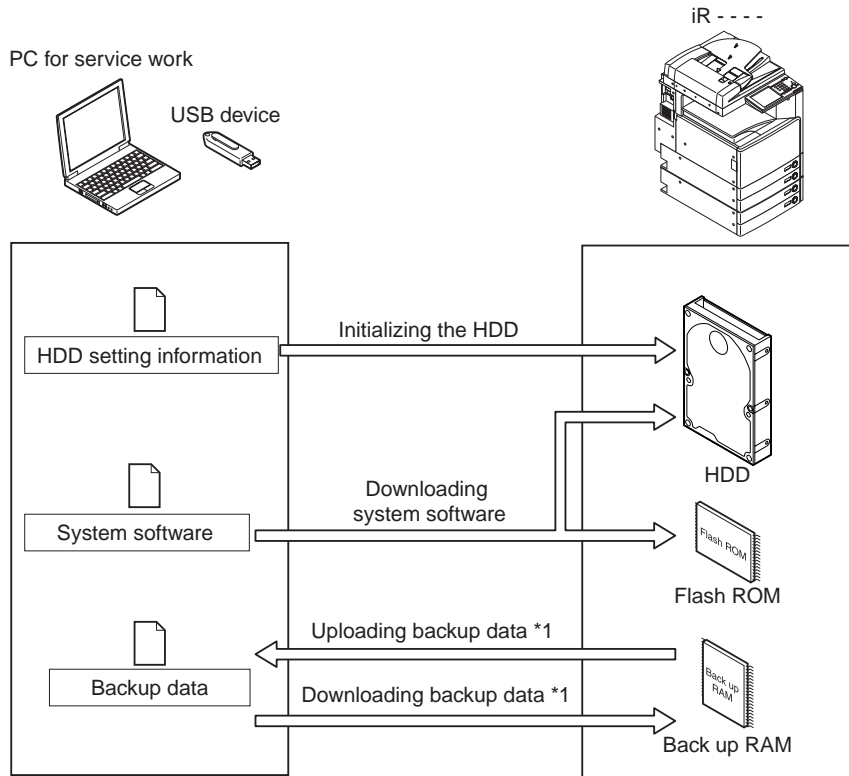 iR - - - -
PC for service work
USB device
Initializing the HDD
HDD setting information
HDD
Downloading
system software
System software
Flash ROM
Flash ROM
Uploading backup data *1
Backup data
Back up
RAM
Downloading backup data *1
Back up RAM